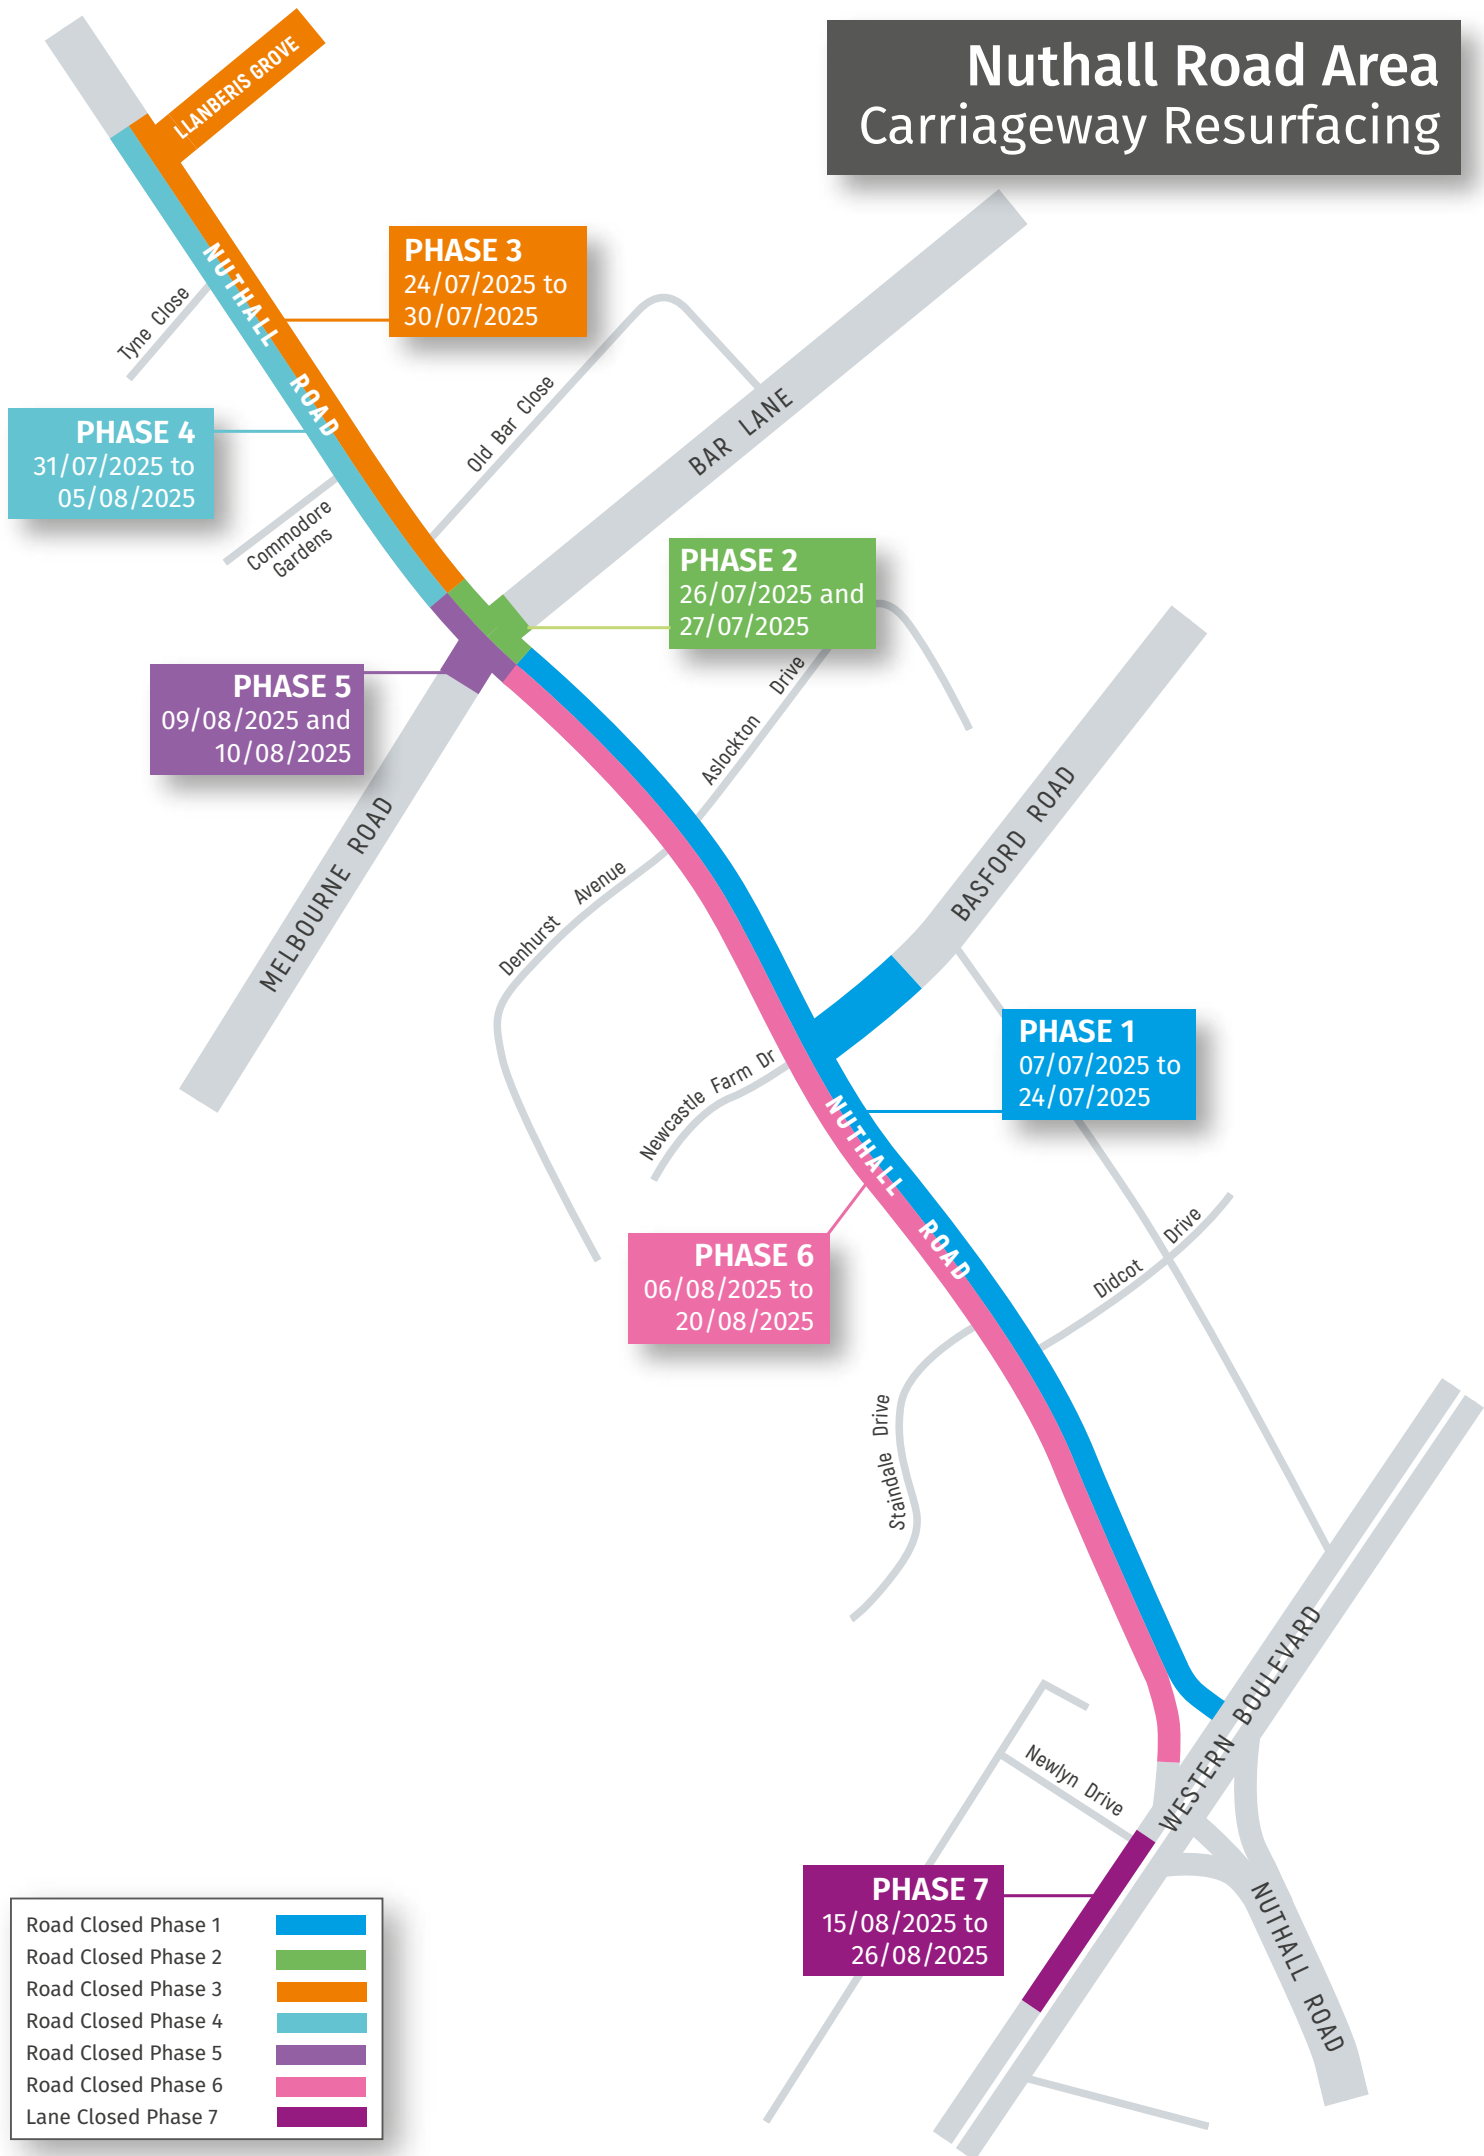 Nuthall Road Area
Carriageway Resurfacing
LLANBERIS GROVE
PHASE 3
24/07/2025 to
30/07/2025
NUTHALL ROAD
Tyne Close
PHASE 4
31/07/2025 to
05/08/2025
Old Bar Close
BAR LANE
Commodore
Gardens
PHASE 2
26/07/2025 and
27/07/2025
PHASE 5
09/08/2025 and
10/08/2025
Aslockton Drive
MELBOURNE ROAD
BASFORD ROAD
Denhurst Avenue
PHASE 1
07/07/2025 to
24/07/2025
Newcastle Farm Dr
NUTHALL ROAD
PHASE 6
06/08/2025 to
20/08/2025
Didcot Drive
Staindale Drive
WESTERN BOULEVARD
Newlyn Drive
PHASE 7
15/08/2025 to
26/08/2025
NUTHALL ROAD
Road Closed Phase 1
Road Closed Phase 2
Road Closed Phase 3
Road Closed Phase 4
Road Closed Phase 5
Road Closed Phase 6
Lane Closed Phase 7